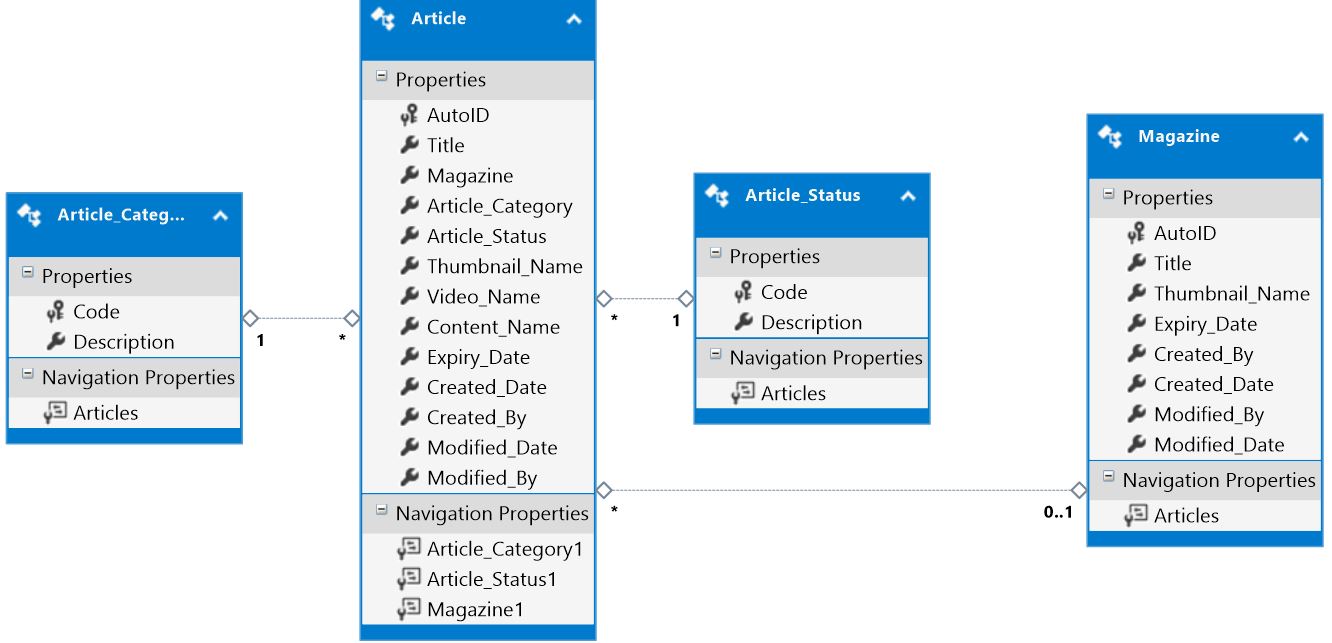 Article_Categ...
Properties
Code
Description
Navigation Properties
Articles
1
*
Article
Properties
AutoID
Title
Magazine
Article_Category
Article_Status
Thumbnail_Name
Video_Name
Content_Name
Expiry_Date
Created_Date
Created_By
Modified_Date
Modified_By
Navigation Properties
Article_Category1
Article_Status1
Magazine1
*
1
Article_Status
Properties
Code
Description
Navigation Properties
Articles
*
0..1
Magazine
Properties
AutoID
Title
Thumbnail_Name
Expiry_Date
Created_By
Created_Date
Modified_By
Modified_Date
Navigation Properties
Articles